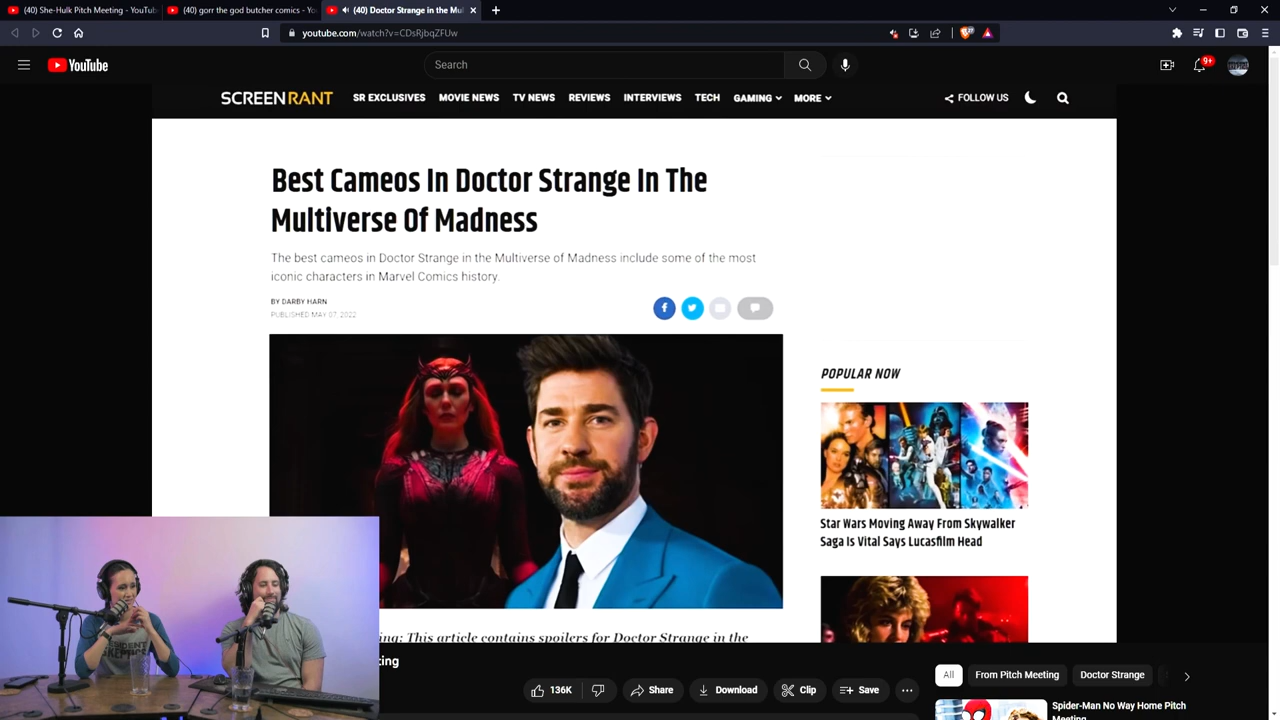 (40) She-Hulk Pitch Meeting - YouTub
(40) gorr the god butcher comics - Yo
(40) Doctor Strange in the Mul
youtube.com/watch?v=CDsRjbqZFUw
YouTube
Search
9+
SCREENRANT
SR EXCLUSIVES
MOVIE NEWS
TV NEWS
REVIEWS
INTERVIEWS
TECH
GAMING
MORE
FOLLOW US
Best Cameos In Doctor Strange In The
Multiverse Of Madness
The best cameos in Doctor Strange in the Multiverse of Madness include some of the most
iconic characters in Marvel Comics history.
BY DARBY HARN
PUBLISHED MAY 07, 2022
POPULAR NOW
Star Wars Moving Away From Skywalker
Saga Is Vital Says Lucasfilm Head
ing: This article contains spoilers for Doctor Strange in the
ting
136K
Share
Download
Clip
Save
All
From Pitch Meeting
Doctor Strange
Spider-Man No Way Home Pitch
Meeting
SKEPTICS